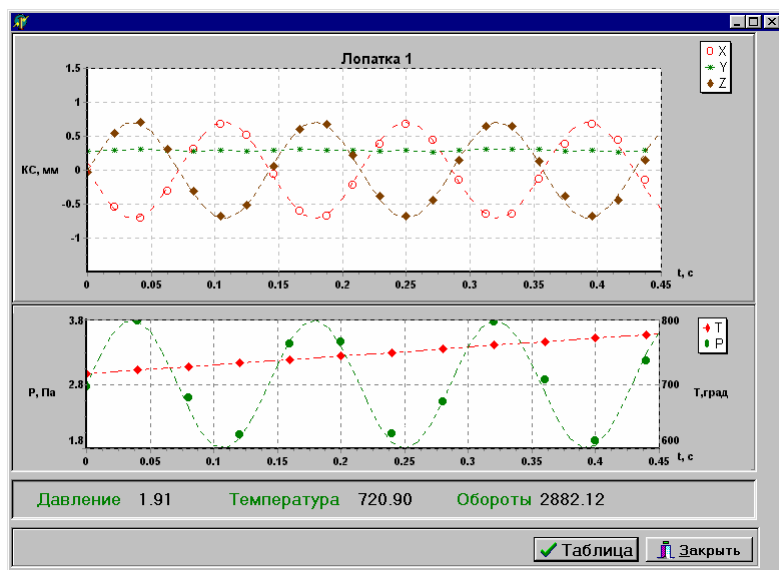 Лопатка 1
X
Y
Z
1.5
1
0.5
КС, мм
0
-0.5
-1
0 0.05 0.1 0.15 0.2 0.25 0.3 0.35 0.4 0.45
t, c
3.8
2.8
1.8
Р, Па
800
700
600
Т,град
T
P
0 0.05 0.1 0.15 0.2 0.25 0.3 0.35 0.4 0.45
t, c
Давление 1.91 Температура 720.90 Обороты 2882.12
Таблица Закрыть